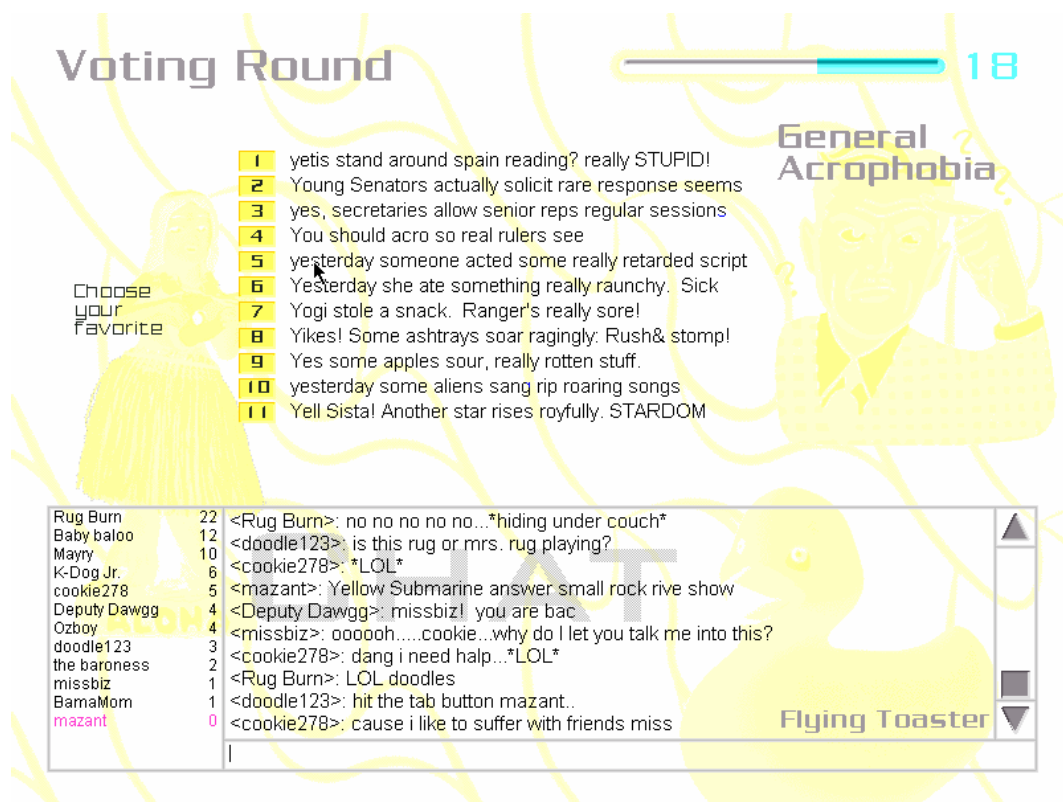 Voting Round
18
General
Acrophobia
1 yetis stand around spain reading? really STUPID!
2 Young Senators actually solicit rare response seems
3 yes, secretaries allow senior reps regular sessions
4 You should acro so real rulers see
5 yesterday someone acted some really retarded script
6 Yesterday she ate something really raunchy.  Sick
7 Yogi stole a snack.  Ranger's really sore!
8 Yikes! Some ashtrays soar ragingly: Rush& stomp!
9 Yes some apples sour, really rotten stuff.
10 yesterday some aliens sang rip roaring songs
11 Yell Sista! Another star rises royfully. STARDOM
Choose
your
favorite
ALOHA
Rug Burn 22
Baby baloo 12
Mayry 10
K-Dog Jr. 6
cookie278 5
Deputy Dawgg 4
Ozboy 4
doodle123 3
the baroness 2
missbiz 1
BamaMom 1
mazant 0
CHAT
<Rug Burn>: no no no no no...*hiding under couch*
<doodle123>: is this rug or mrs. rug playing?
<cookie278>: *LOL*
<mazant>: Yellow Submarine answer small rock rive show
<Deputy Dawgg>: missbiz!  you are bac
<missbiz>: oooooh.....cookie...why do I let you talk me into this?
<cookie278>: dang i need halp...*LOL*
<Rug Burn>: LOL doodles
<doodle123>: hit the tab button mazant..
<cookie278>: cause i like to suffer with friends miss
Flying Toaster